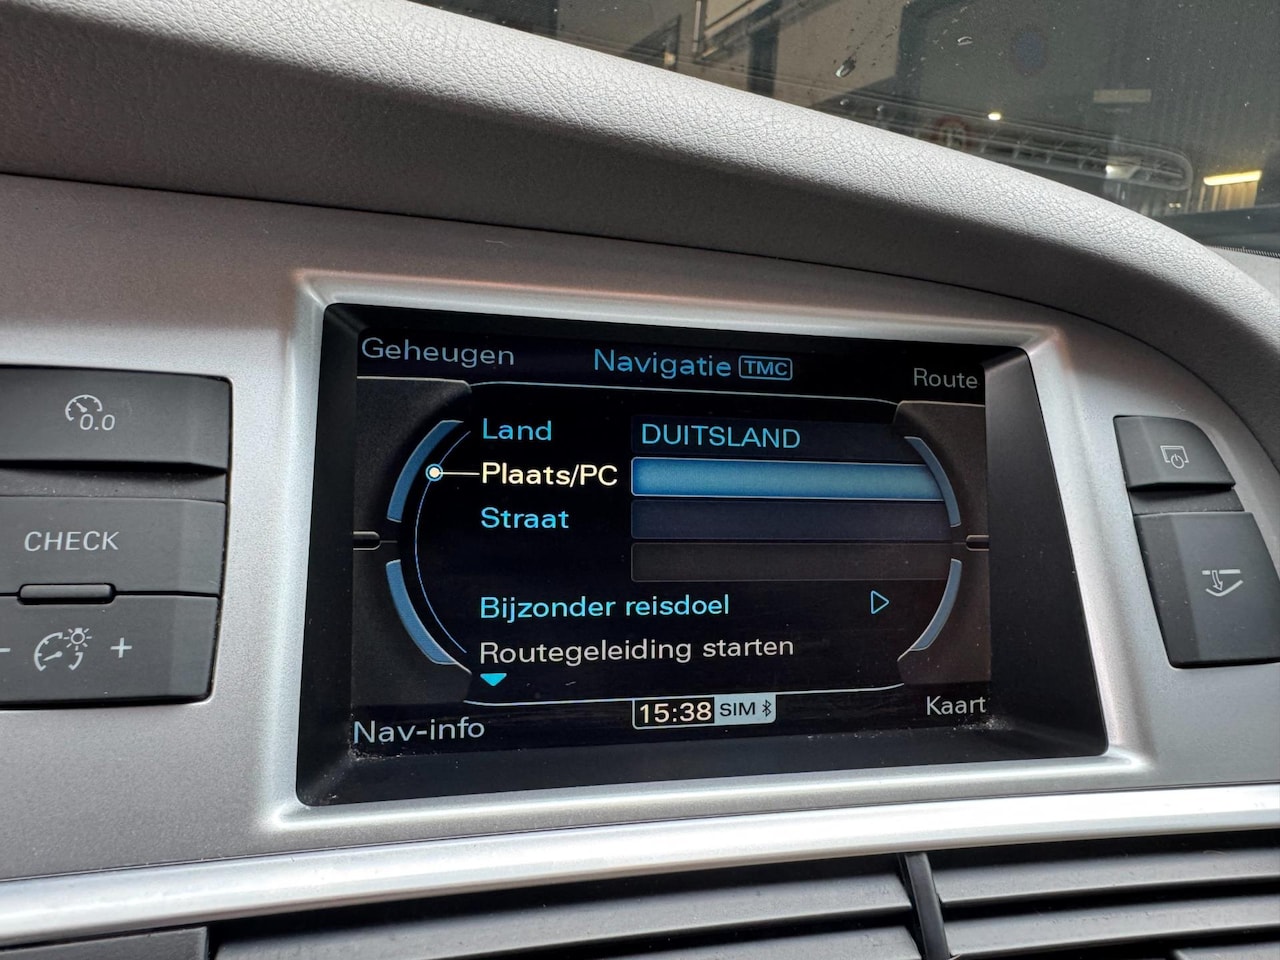 Geheugen
Navigatie TMC
Route
Land DUITSLAND
Plaats/PC
Straat
Bijzonder reisdoel
Routegeleiding starten
15:38 SIM
Nav-info
Kaart
0.0
CHECK
- +